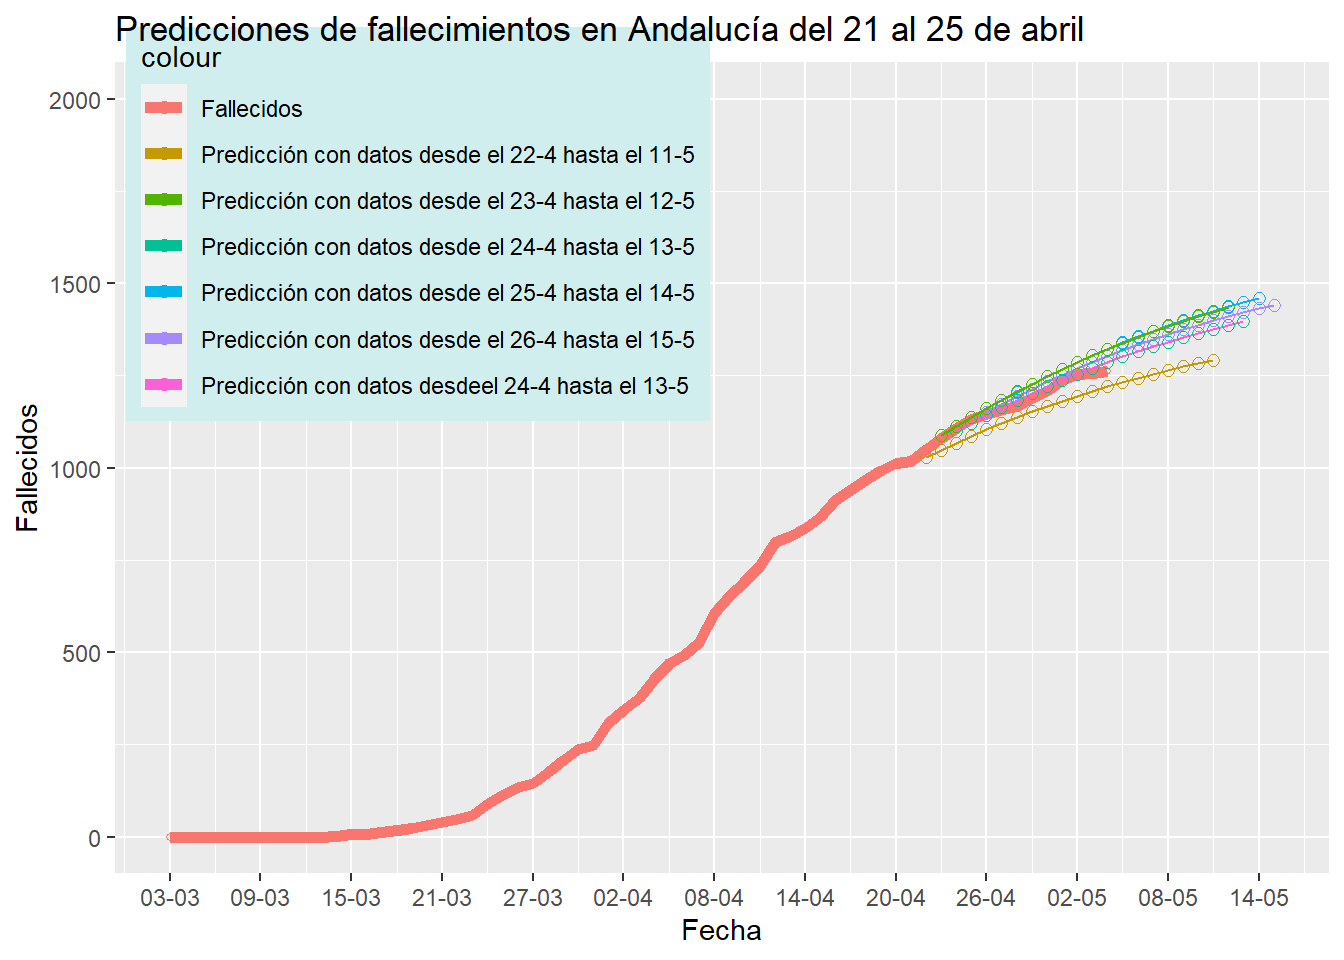 Predicciones de fallecimientos en Andalucía del 21 al 25 de abril
colour
Fallecidos
Predicción con datos desde el 22-4 hasta el 11-5
Predicción con datos desde el 23-4 hasta el 12-5
Predicción con datos desde el 24-4 hasta el 13-5
Predicción con datos desde el 25-4 hasta el 14-5
Predicción con datos desde el 26-4 hasta el 15-5
Predicción con datos desdeel 24-4 hasta el 13-5
2000
1500
1000
500
0
Fallecidos
03-03 09-03 15-03 21-03 27-03 02-04 08-04 14-04 20-04 26-04 02-05 08-05 14-05
Fecha